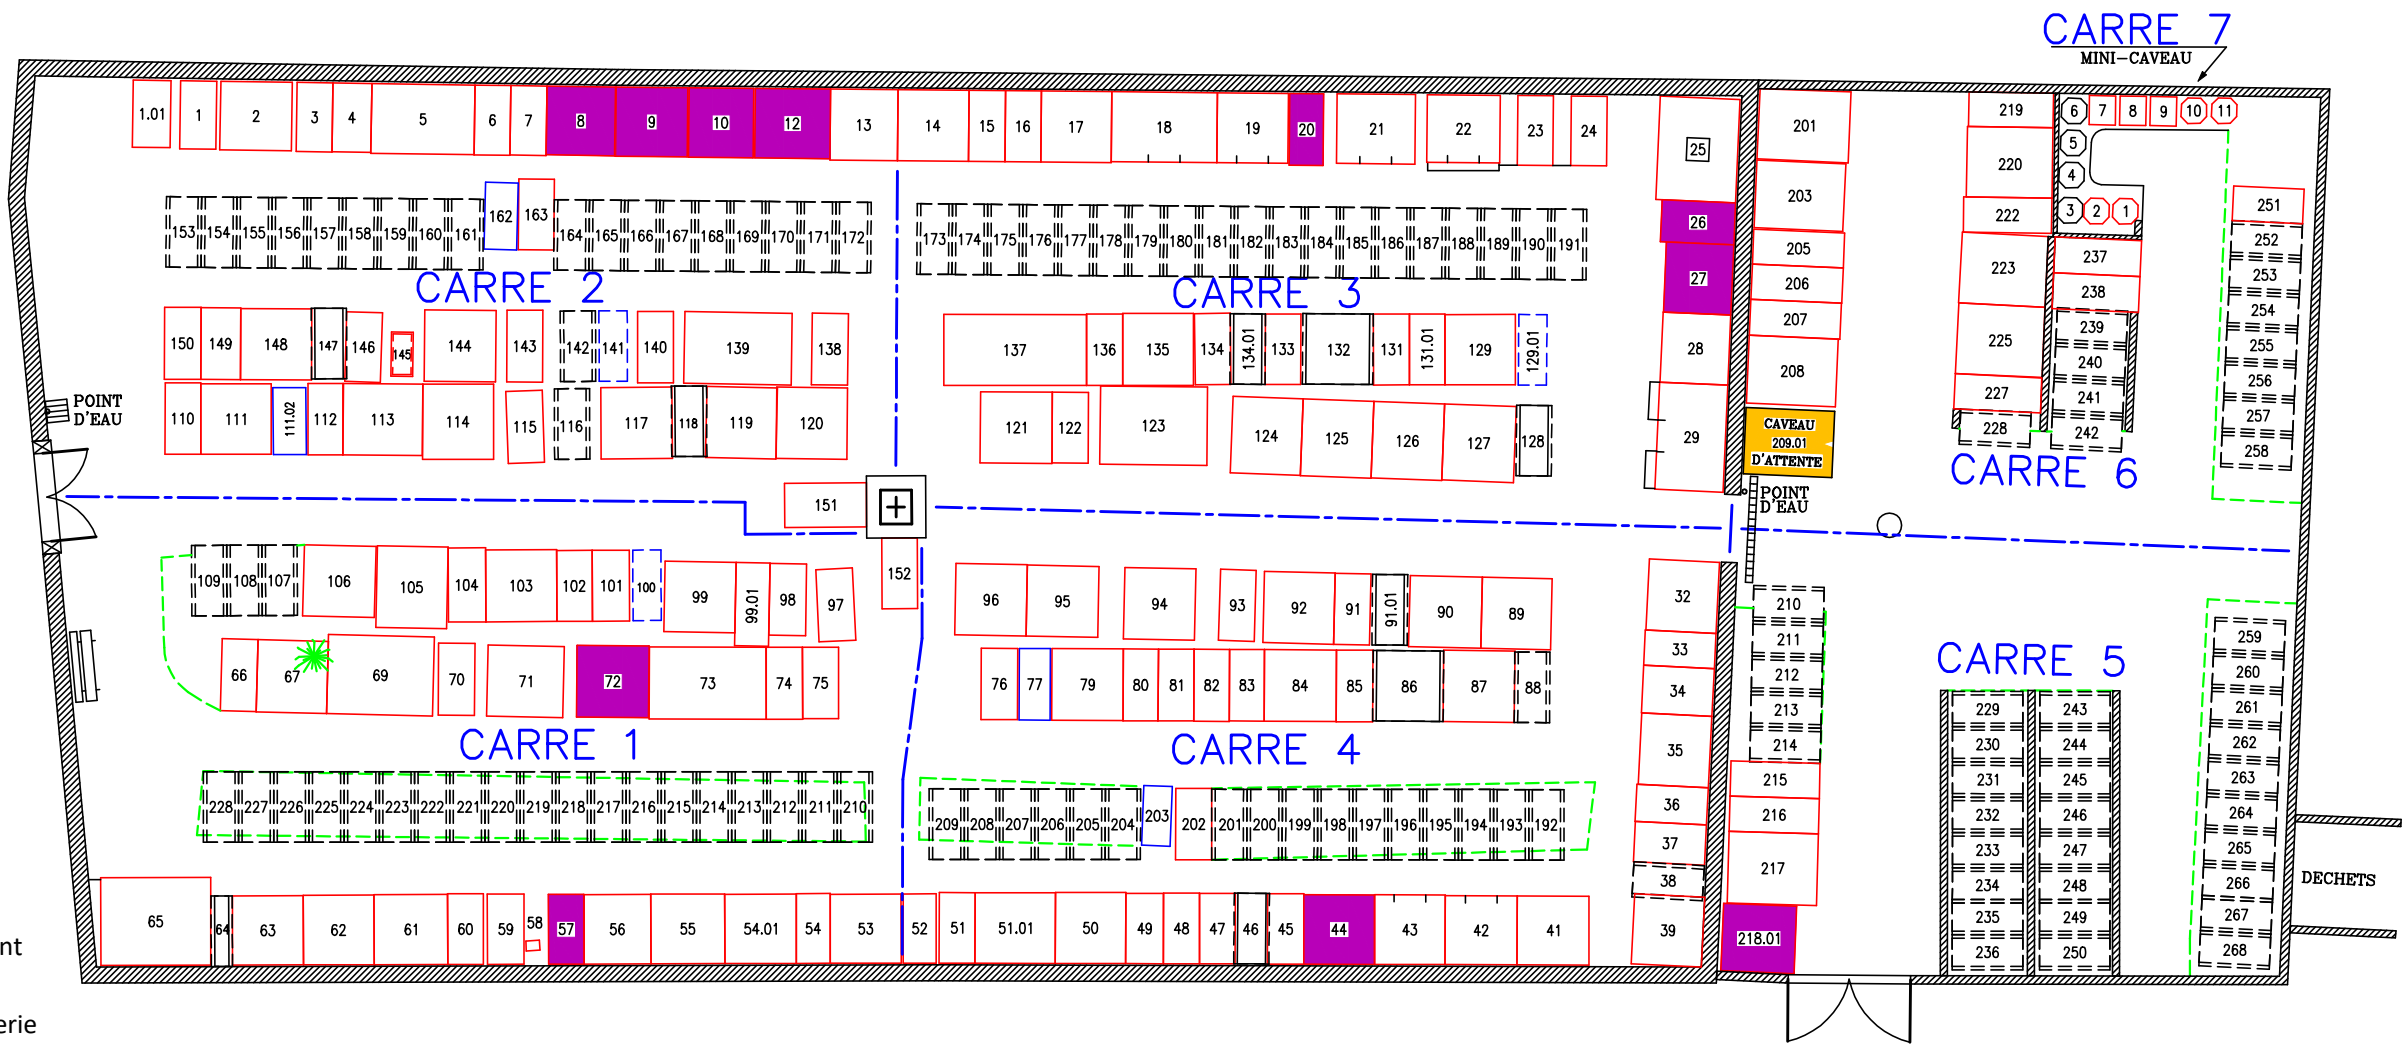 CARRE 7
MINI-CAVEAU
1.01 1 2 3 4 5 6 7 8 9 10 12 13 14 15 16 17 18 19 20 21 22 23 24
25
201
219
6 7 8 9 10 11
5
220
4
203
222
3 2 1
251
153 154 155 156 157 158 159 160 161 162 163 164 165 166 167 168 169 170 171 172
173 174 175 176 177 178 179 180 181 182 183 184 185 186 187 188 189 190 191
26
27
205
206
207
208
223
225
227
228
237
238
239
240
241
242
252
253
254
255
256
257
258
CARRE 2
CARRE 3
150 149 148 147 146 145 144 143 142 141 140 139 138
137 136 135 134 134.01 133 132 131 131.01 129 129.01
28
POINT
D'EAU
110 111 111.02 112 113 114 115 116 117 118 119 120
121 122 123 124 125 126 127 128
29
CAVEAU
209.01
D'ATTENTE
CARRE 6
POINT
D'EAU
151
152
109 108 107 106 105 104 103 102 101 100 99 99.01 98 97
96 95 94 93 92 91 91.01 90 89
32
33
34
35
36
37
38
39
210
211
212
213
214
215
216
217
218.01
66 67 69 70 71 72 73 74 75
76 77 79 80 81 82 83 84 85 86 87 88
CARRE 5
259
260
261
262
263
264
265
266
267
268
229 243
230 244
231 245
232 246
233 247
234 248
235 249
236 250
CARRE 1
CARRE 4
228 227 226 225 224 223 222 221 220 219 218 217 216 215 214 213 212 211 210
209 208 207 206 205 204 203 202 201 200 199 198 197 196 195 194 193 192
DECHETS
65 64 63 62 61 60 59 58 57 56 55 54.01 54 53 52 51 51.01 50 49 48 47 46 45 44 43 42 41
nt
erie